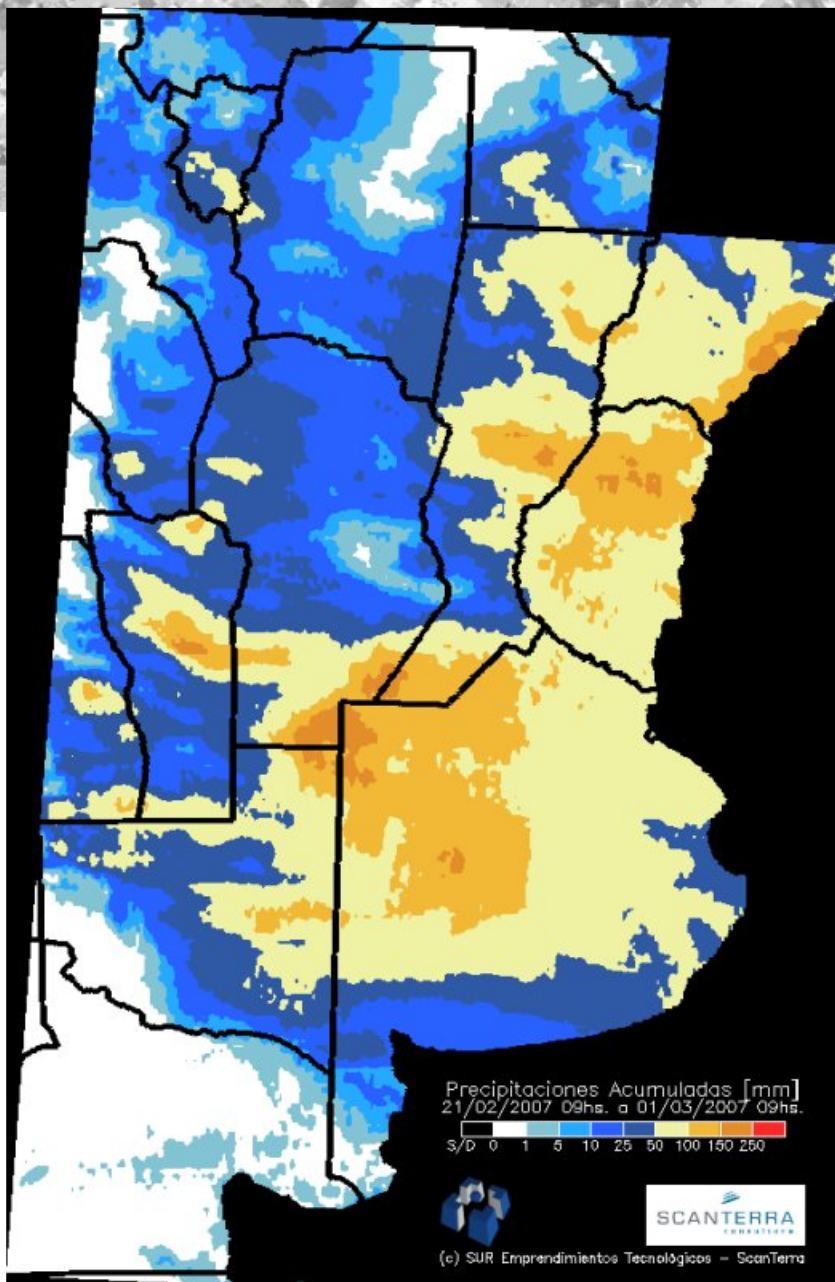 Precipitaciones Acumuladas [mm]
21/02/2007 09hs. a 01/03/2007 09hs.
S/D 0 1 5 10 25 50 100 150 250
SCANTERRA
consultora
(c) SUR Emprendimientos Tecnológicos – ScanTerra